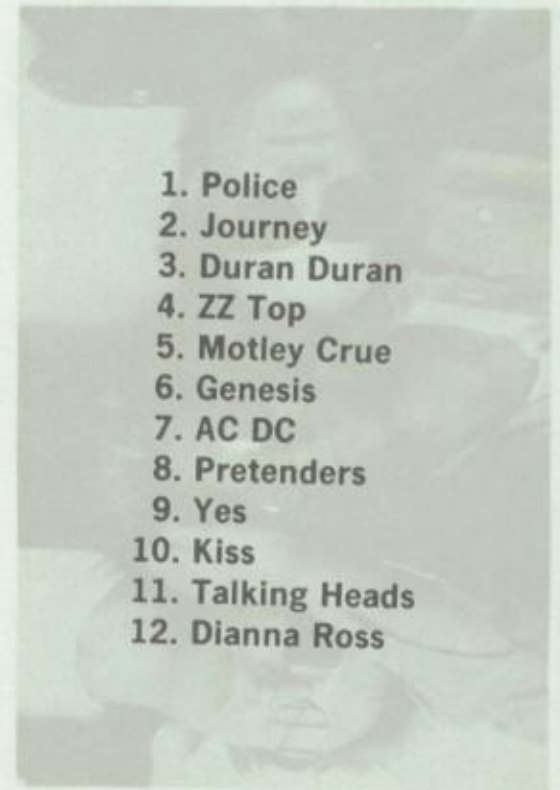 1. Police
2. Journey
3. Duran Duran
4. ZZ Top
5. Motley Crue
6. Genesis
7. AC DC
8. Pretenders
9. Yes
10. Kiss
11. Talking Heads
12. Dianna Ross